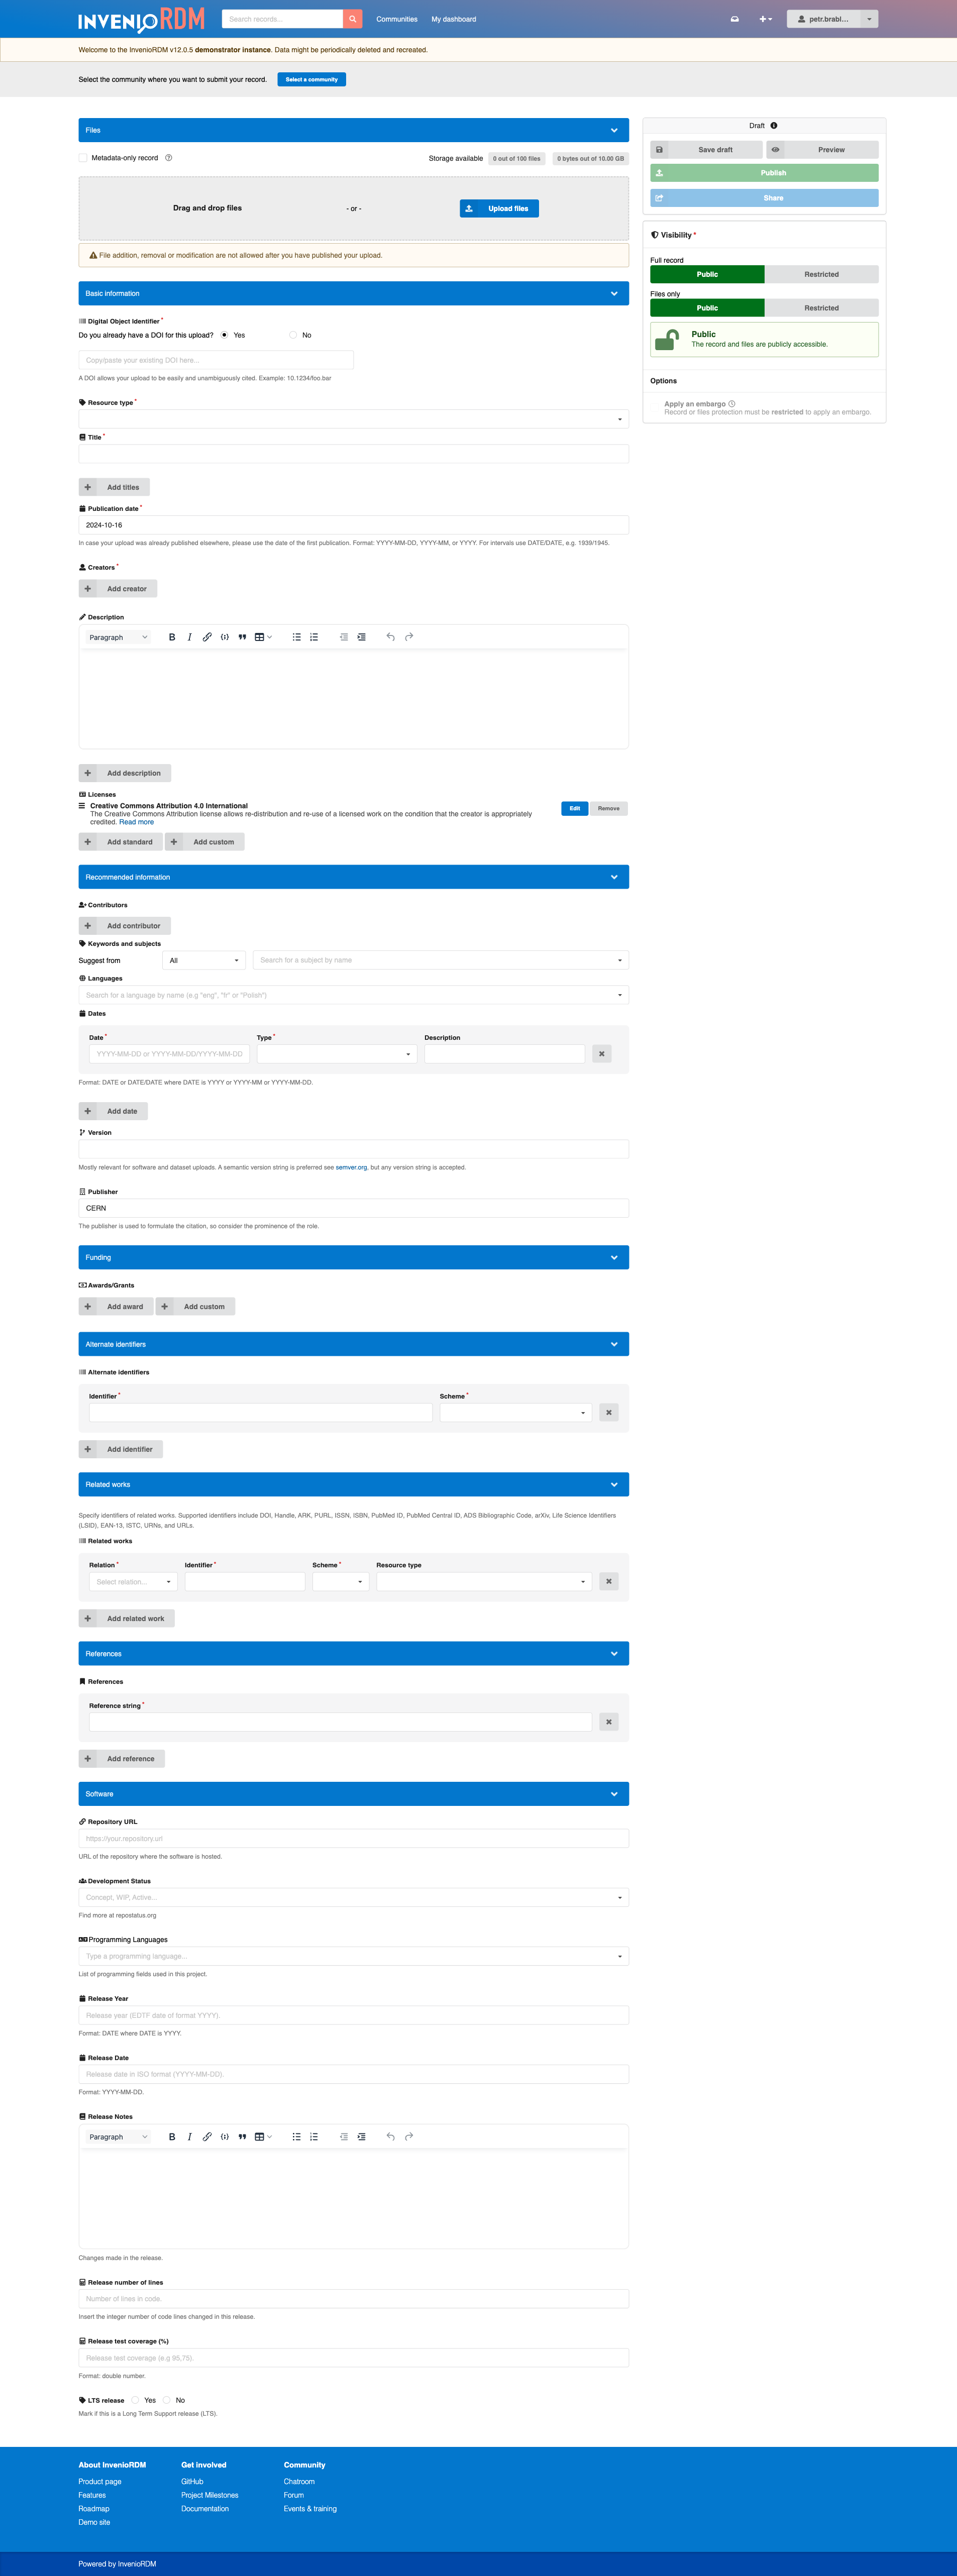 INVENIO RDM Search records... Communities My dashboard petr.brabl...
Welcome to the InvenioRDM v12.0.5 demonstrator instance. Data might be periodically deleted and recreated.
Select the community where you want to submit your record. Select a community
Files
Metadata-only record
Storage available 0 out of 100 files 0 bytes out of 10.00 GB
Drag and drop files - or - Upload files
File addition, removal or modification are not allowed after you have published your upload.
Draft
Save draft Preview
Publish
Share
Visibility *
Full record
Public Restricted
Files only
Public Restricted
Public
The record and files are publicly accessible.
Options
Apply an embargo
Record or files protection must be restricted to apply an embargo.
Basic information
Digital Object Identifier *
Do you already have a DOI for this upload? Yes No
Copy/paste your existing DOI here...
A DOI allows your upload to be easily and unambiguously cited. Example: 10.1234/foo.bar
Resource type *
Title *
Add titles
Publication date *
2024-10-16
In case your upload was already published elsewhere, please use the date of the first publication. Format: YYYY-MM-DD, YYYY-MM, or YYYY. For intervals use DATE/DATE, e.g. 1939/1945.
Creators *
Add creator
Description
Paragraph
Add description
Licenses
Creative Commons Attribution 4.0 International Edit Remove
The Creative Commons Attribution license allows re-distribution and re-use of a licensed work on the condition that the creator is appropriately
credited. Read more
Add standard Add custom
Recommended information
Contributors
Add contributor
Keywords and subjects
Suggest from All Search for a subject by name
Languages
Search for a language by name (e.g "eng", "fr" or "Polish")
Dates
Date * Type * Description
YYYY-MM-DD or YYYY-MM-DD/YYYY-MM-DD
Format: DATE or DATE/DATE where DATE is YYYY or YYYY-MM or YYYY-MM-DD.
Add date
Version
Mostly relevant for software and dataset uploads. A semantic version string is preferred see semver.org, but any version string is accepted.
Publisher
CERN
The publisher is used to formulate the citation, so consider the prominence of the role.
Funding
Awards/Grants
Add award Add custom
Alternate identifiers
Alternate identifiers
Identifier * Scheme *
Add identifier
Related works
Specify identifiers of related works. Supported identifiers include DOI, Handle, ARK, PURL, ISSN, ISBN, PubMed ID, PubMed Central ID, ADS Bibliographic Code, arXiv, Life Science Identifiers
(LSID), EAN-13, ISTC, URNs, and URLs.
Related works
Relation * Identifier * Scheme * Resource type
Select relation...
Add related work
References
References
Reference string *
Add reference
Software
Repository URL
https://your.repository.url
URL of the repository where the software is hosted.
Development Status
Concept, WIP, Active...
Find more at repostatus.org
Programming Languages
Type a programming language...
List of programming fields used in this project.
Release Year
Release year (EDTF date of format YYYY).
Format: DATE where DATE is YYYY.
Release Date
Release date in ISO format (YYYY-MM-DD).
Format: YYYY-MM-DD.
Release Notes
Paragraph
Changes made in the release.
Release number of lines
Number of lines in code.
Insert the integer number of code lines changed in this release.
Release test coverage (%)
Release test coverage (e.g 95,75).
Format: double number.
LTS release Yes No
Mark if this is a Long Term Support release (LTS).
About InvenioRDM Get involved Community
Product page GitHub Chatroom
Features Project Milestones Forum
Roadmap Documentation Events & training
Demo site
Powered by InvenioRDM